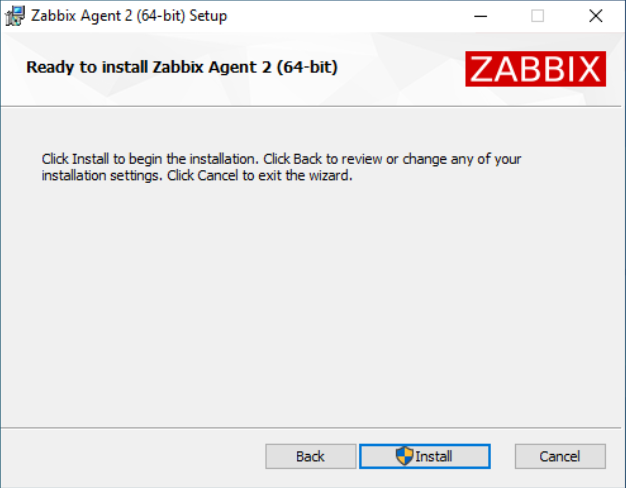 Zabbix Agent 2 (64-bit) Setup
Ready to install Zabbix Agent 2 (64-bit)
ZABBIX
Click Install to begin the installation. Click Back to review or change any of your
installation settings. Click Cancel to exit the wizard.
Back
Install
Cancel